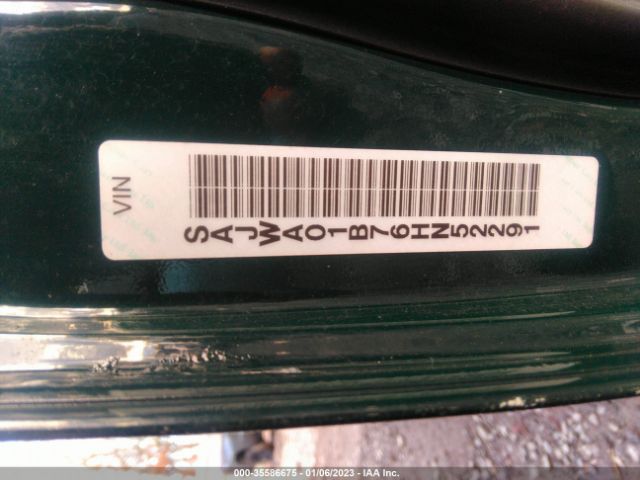 VIN
SAJWA01B76HN52291
000-35586675 - 01/06/2023 - IAA Inc.